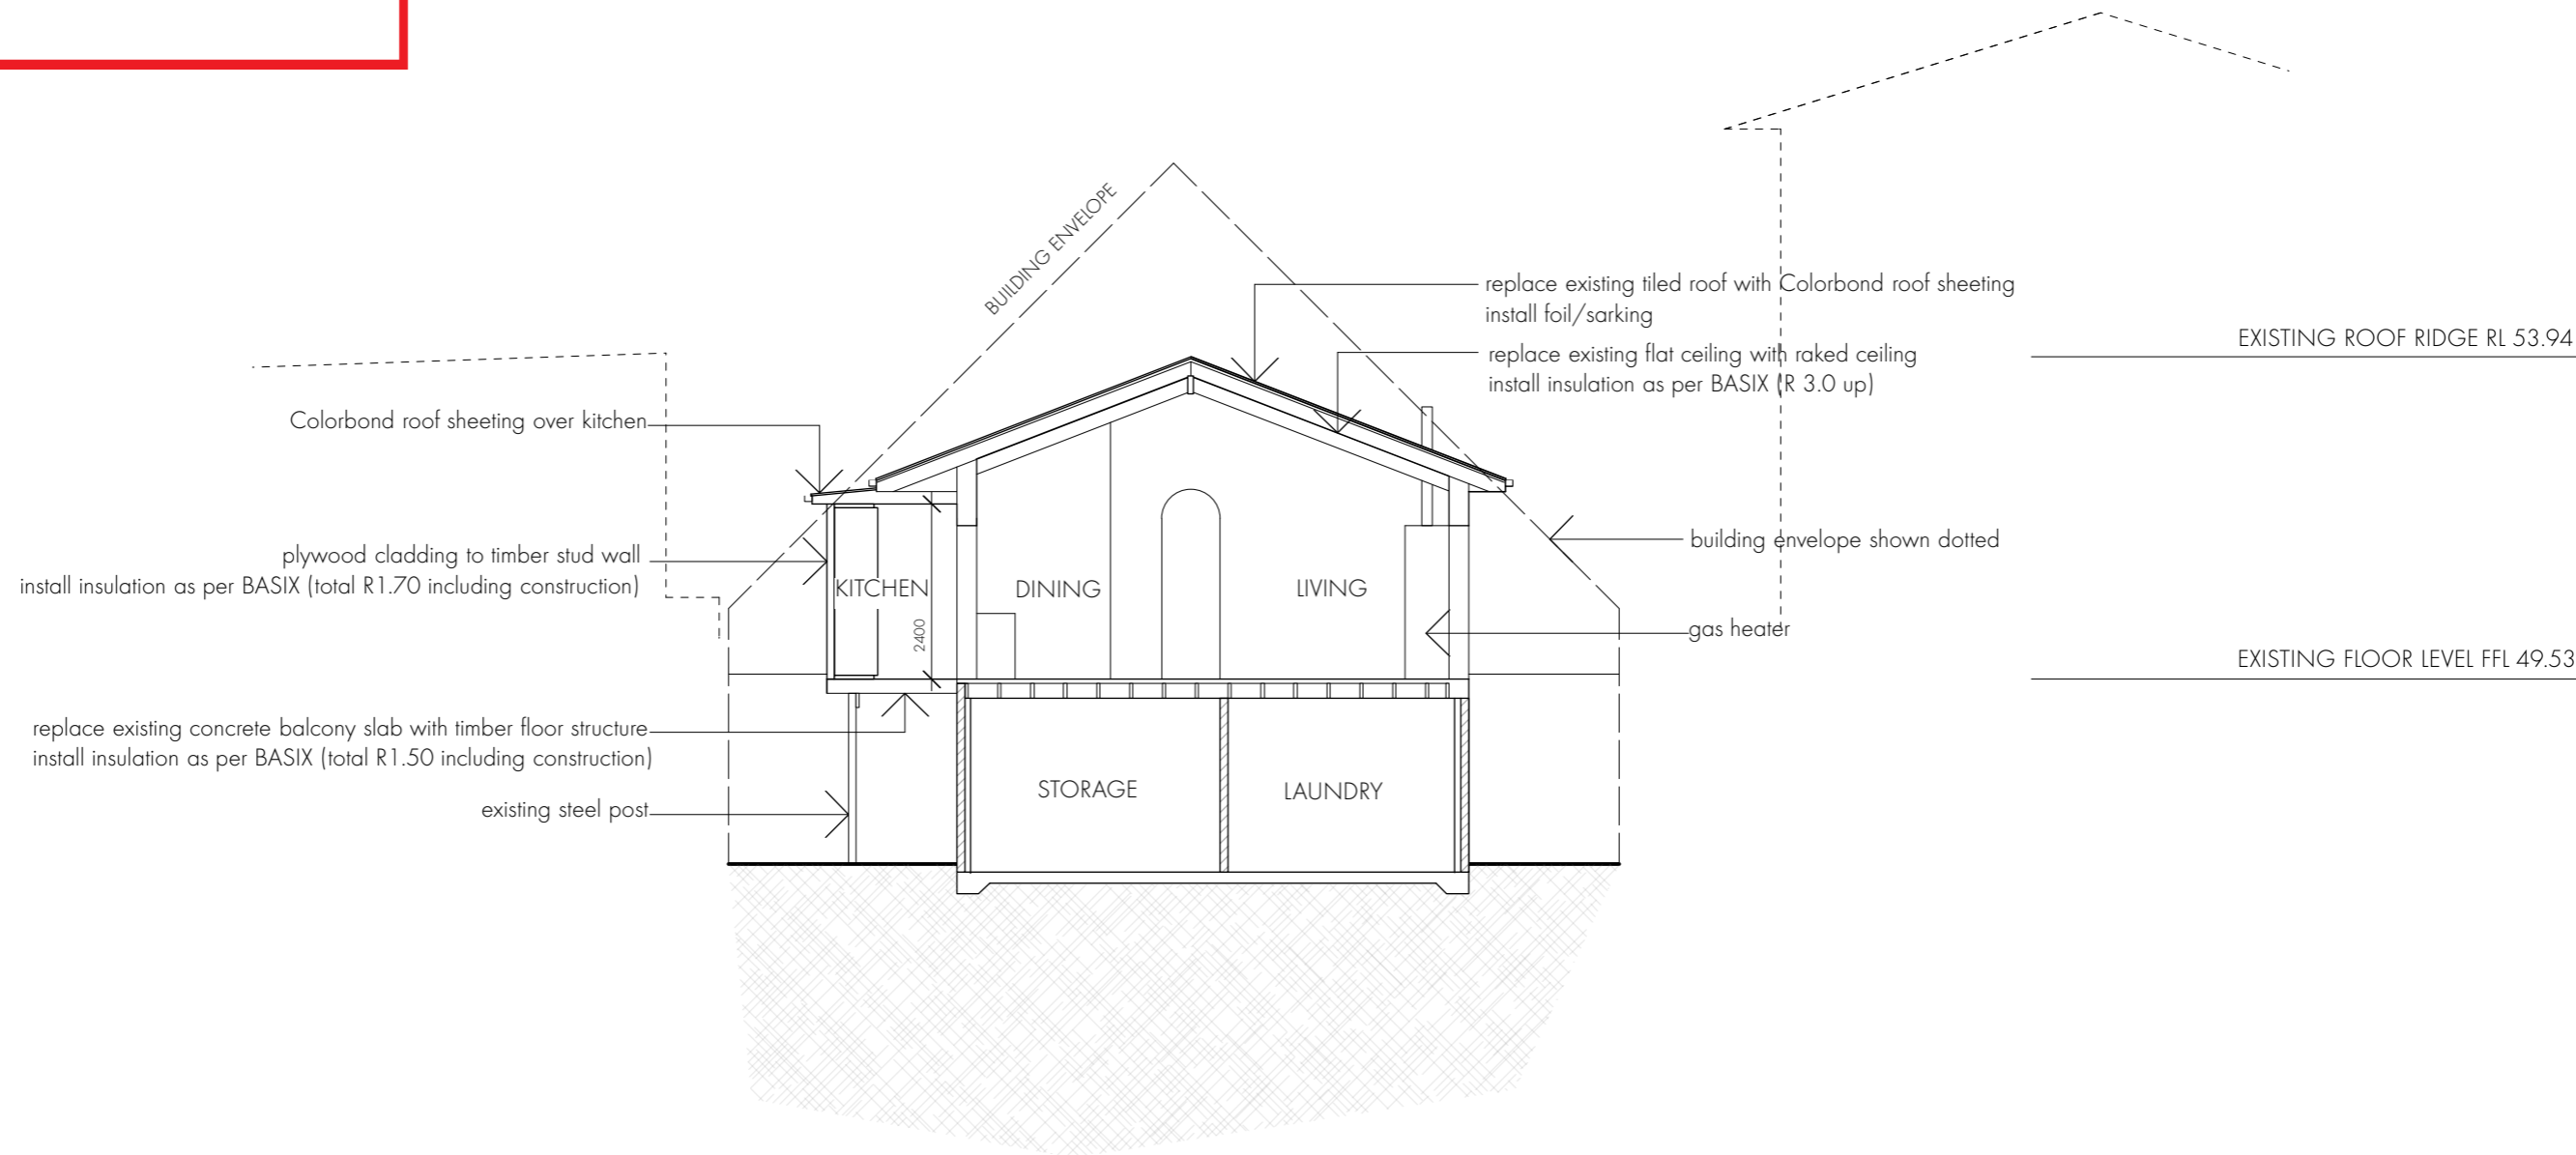 BUILDING ENVELOPE
replace existing tiled roof with Colorbond roof sheeting
install foil/sarking
EXISTING ROOF RIDGE RL 53.94
replace existing flat ceiling with raked ceiling
install insulation as per BASIX (R 3.0 up)
Colorbond roof sheeting over kitchen
building envelope shown dotted
plywood cladding to timber stud wall
install insulation as per BASIX (total R1.70 including construction)
KITCHEN
DINING
LIVING
2400
gas heater
EXISTING FLOOR LEVEL FFL 49.53
replace existing concrete balcony slab with timber floor structure
install insulation as per BASIX (total R1.50 including construction)
STORAGE
LAUNDRY
existing steel post